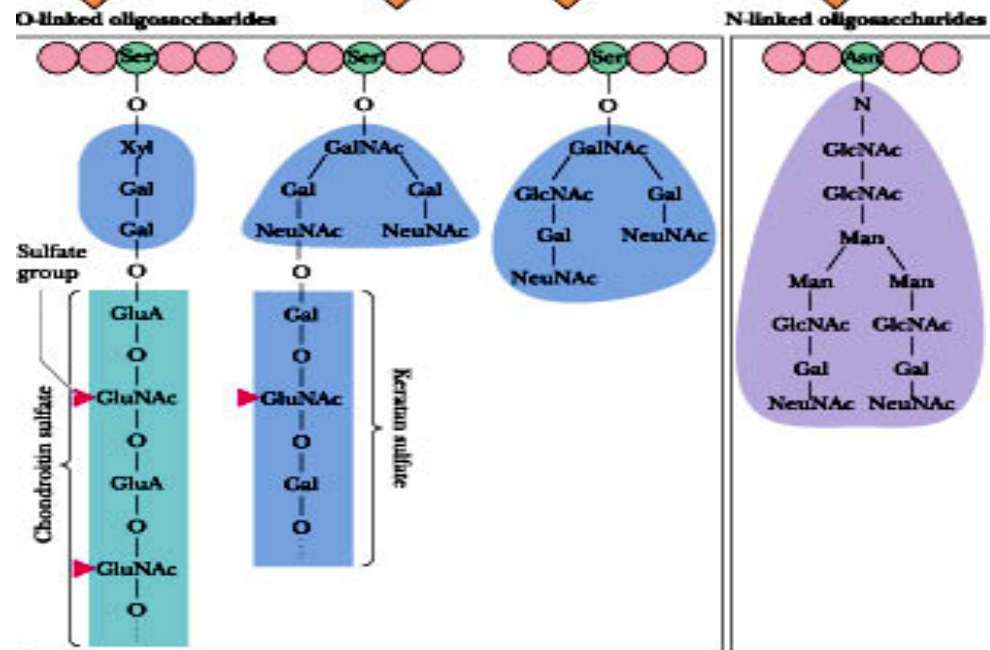 O-linked oligosaccharides
Ser
O
Xyl
Gal
Gal
O
Sulfate
group
GluA
O
GluNAc
O
GluA
O
GluNAc
O
Chondroitin sulfate
Ser
O
GalNAc
Gal
Gal
NeuNAc
NeuNAc
O
Gal
O
GluNAc
O
Gal
O
Keratan sulfate
Ser
O
GalNAc
GlcNAc
Gal
Gal
NeuNAc
NeuNAc
N-linked oligosaccharides
Asn
N
GlcNAc
GlcNAc
Man
Man
Man
GlcNAc
GlcNAc
Gal
Gal
NeuNAc
NeuNAc